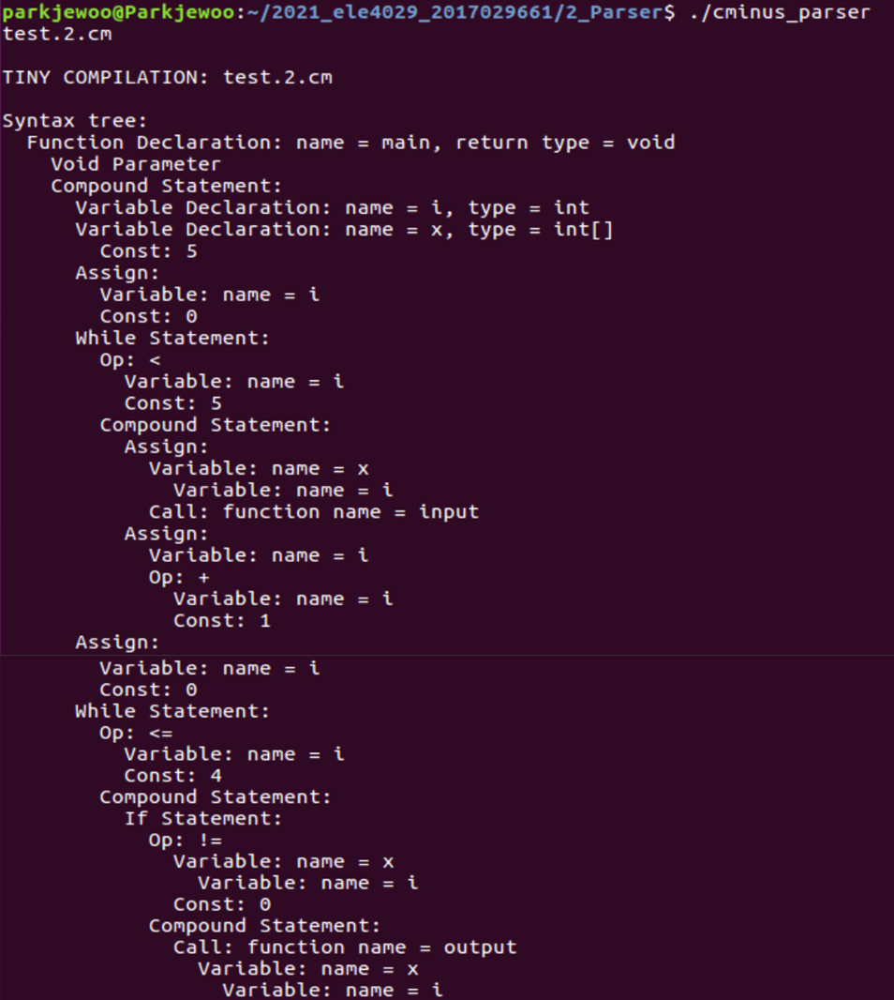 parkjewoo@Parkjewoo:~/2021_ele4029_2017029661/2_Parser$ ./cminus_parser
test.2.cm

TINY COMPILATION: test.2.cm

Syntax tree:
  Function Declaration: name = main, return type = void
    Void Parameter
    Compound Statement:
      Variable Declaration: name = i, type = int
      Variable Declaration: name = x, type = int[]
        Const: 5
      Assign:
        Variable: name = i
        Const: 0
      While Statement:
        Op: <
          Variable: name = i
          Const: 5
        Compound Statement:
          Assign:
            Variable: name = x
              Variable: name = i
            Call: function name = input
          Assign:
            Variable: name = i
            Op: +
              Variable: name = i
              Const: 1
      Assign:
        Variable: name = i
        Const: 0
      While Statement:
        Op: <=
          Variable: name = i
          Const: 4
        Compound Statement:
          If Statement:
            Op: !=
              Variable: name = x
                Variable: name = i
              Const: 0
            Compound Statement:
              Call: function name = output
                Variable: name = x
                  Variable: name = i